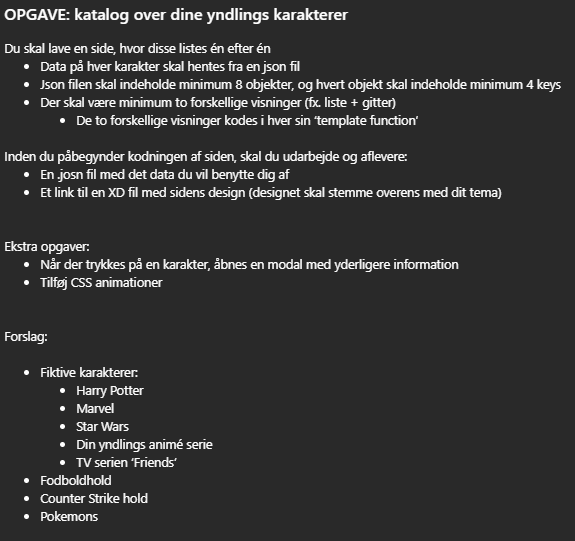 OPGAVE: katalog over dine yndlings karakterer
Du skal lave en side, hvor disse listes én efter én
• Data på hver karakter skal hentes fra en json fil
• Json filen skal indeholde minimum 8 objekter, og hvert objekt skal indeholde minimum 4 keys
• Der skal være minimum to forskellige visninger (fx. liste + gitter)
• De to forskellige visninger kodes i hver sin ‘template function’
Inden du påbegynder kodningen af siden, skal du udarbejde og aflevere:
• En .josn fil med det data du vil benytte dig af
• Et link til en XD fil med sidens design (designet skal stemme overens med dit tema)
Ekstra opgaver:
• Når der trykkes på en karakter, åbnes en modal med yderligere information
• Tilføj CSS animationer
Forslag:
• Fiktive karakterer:
• Harry Potter
• Marvel
• Star Wars
• Din yndlings animé serie
• TV serien ‘Friends’
• Fodboldhold
• Counter Strike hold
• Pokemons